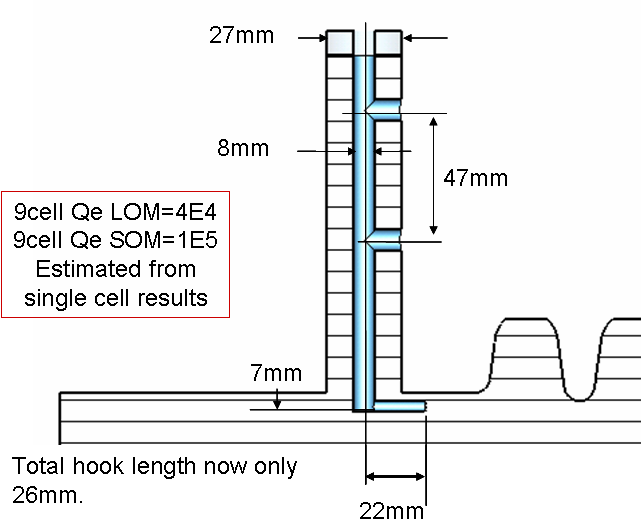 27mm
8mm
47mm
9cell Qe LOM=4E4
9cell Qe SOM=1E5
Estimated from
single cell results
7mm
Total hook length now only
26mm.
22mm